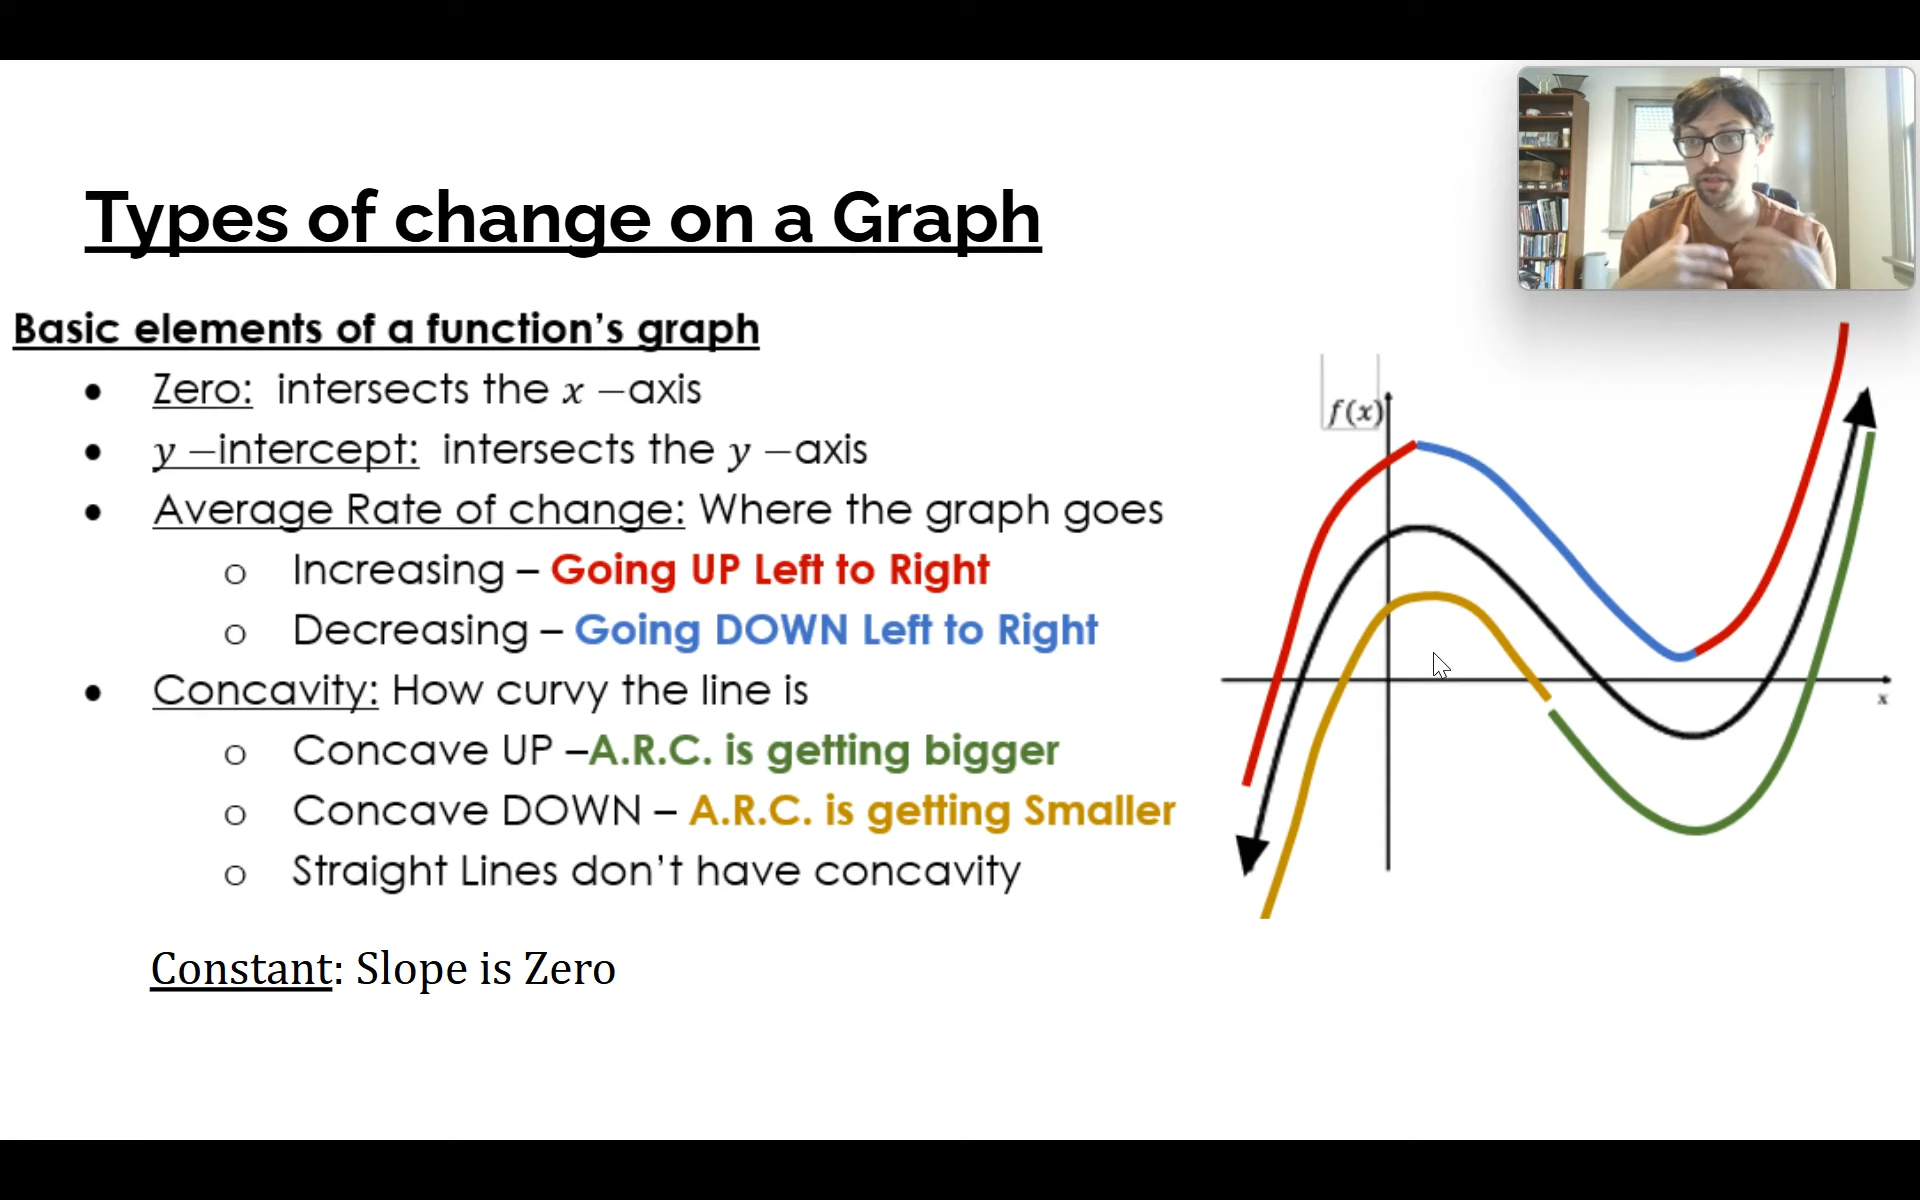 Types of change on a Graph
Basic elements of a function's graph
• Zero: intersects the x –axis
• y –intercept: intersects the y –axis
• Average Rate of change: Where the graph goes
o Increasing – Going UP Left to Right
o Decreasing – Going DOWN Left to Right
• Concavity: How curvy the line is
o Concave UP –A.R.C. is getting bigger
o Concave DOWN – A.R.C. is getting Smaller
o Straight Lines don't have concavity
Constant: Slope is Zero
f(x)
x